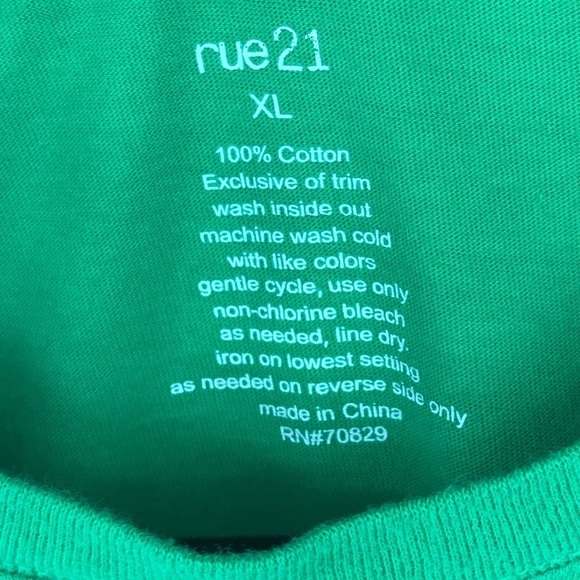 rue21
XL
100% Cotton
Exclusive of trim
wash inside out
machine wash cold
with like colors
gentle cycle, use only
non-chlorine bleach
as needed, line dry.
iron on lowest setting
as needed on reverse side only
made in China
RN#70829